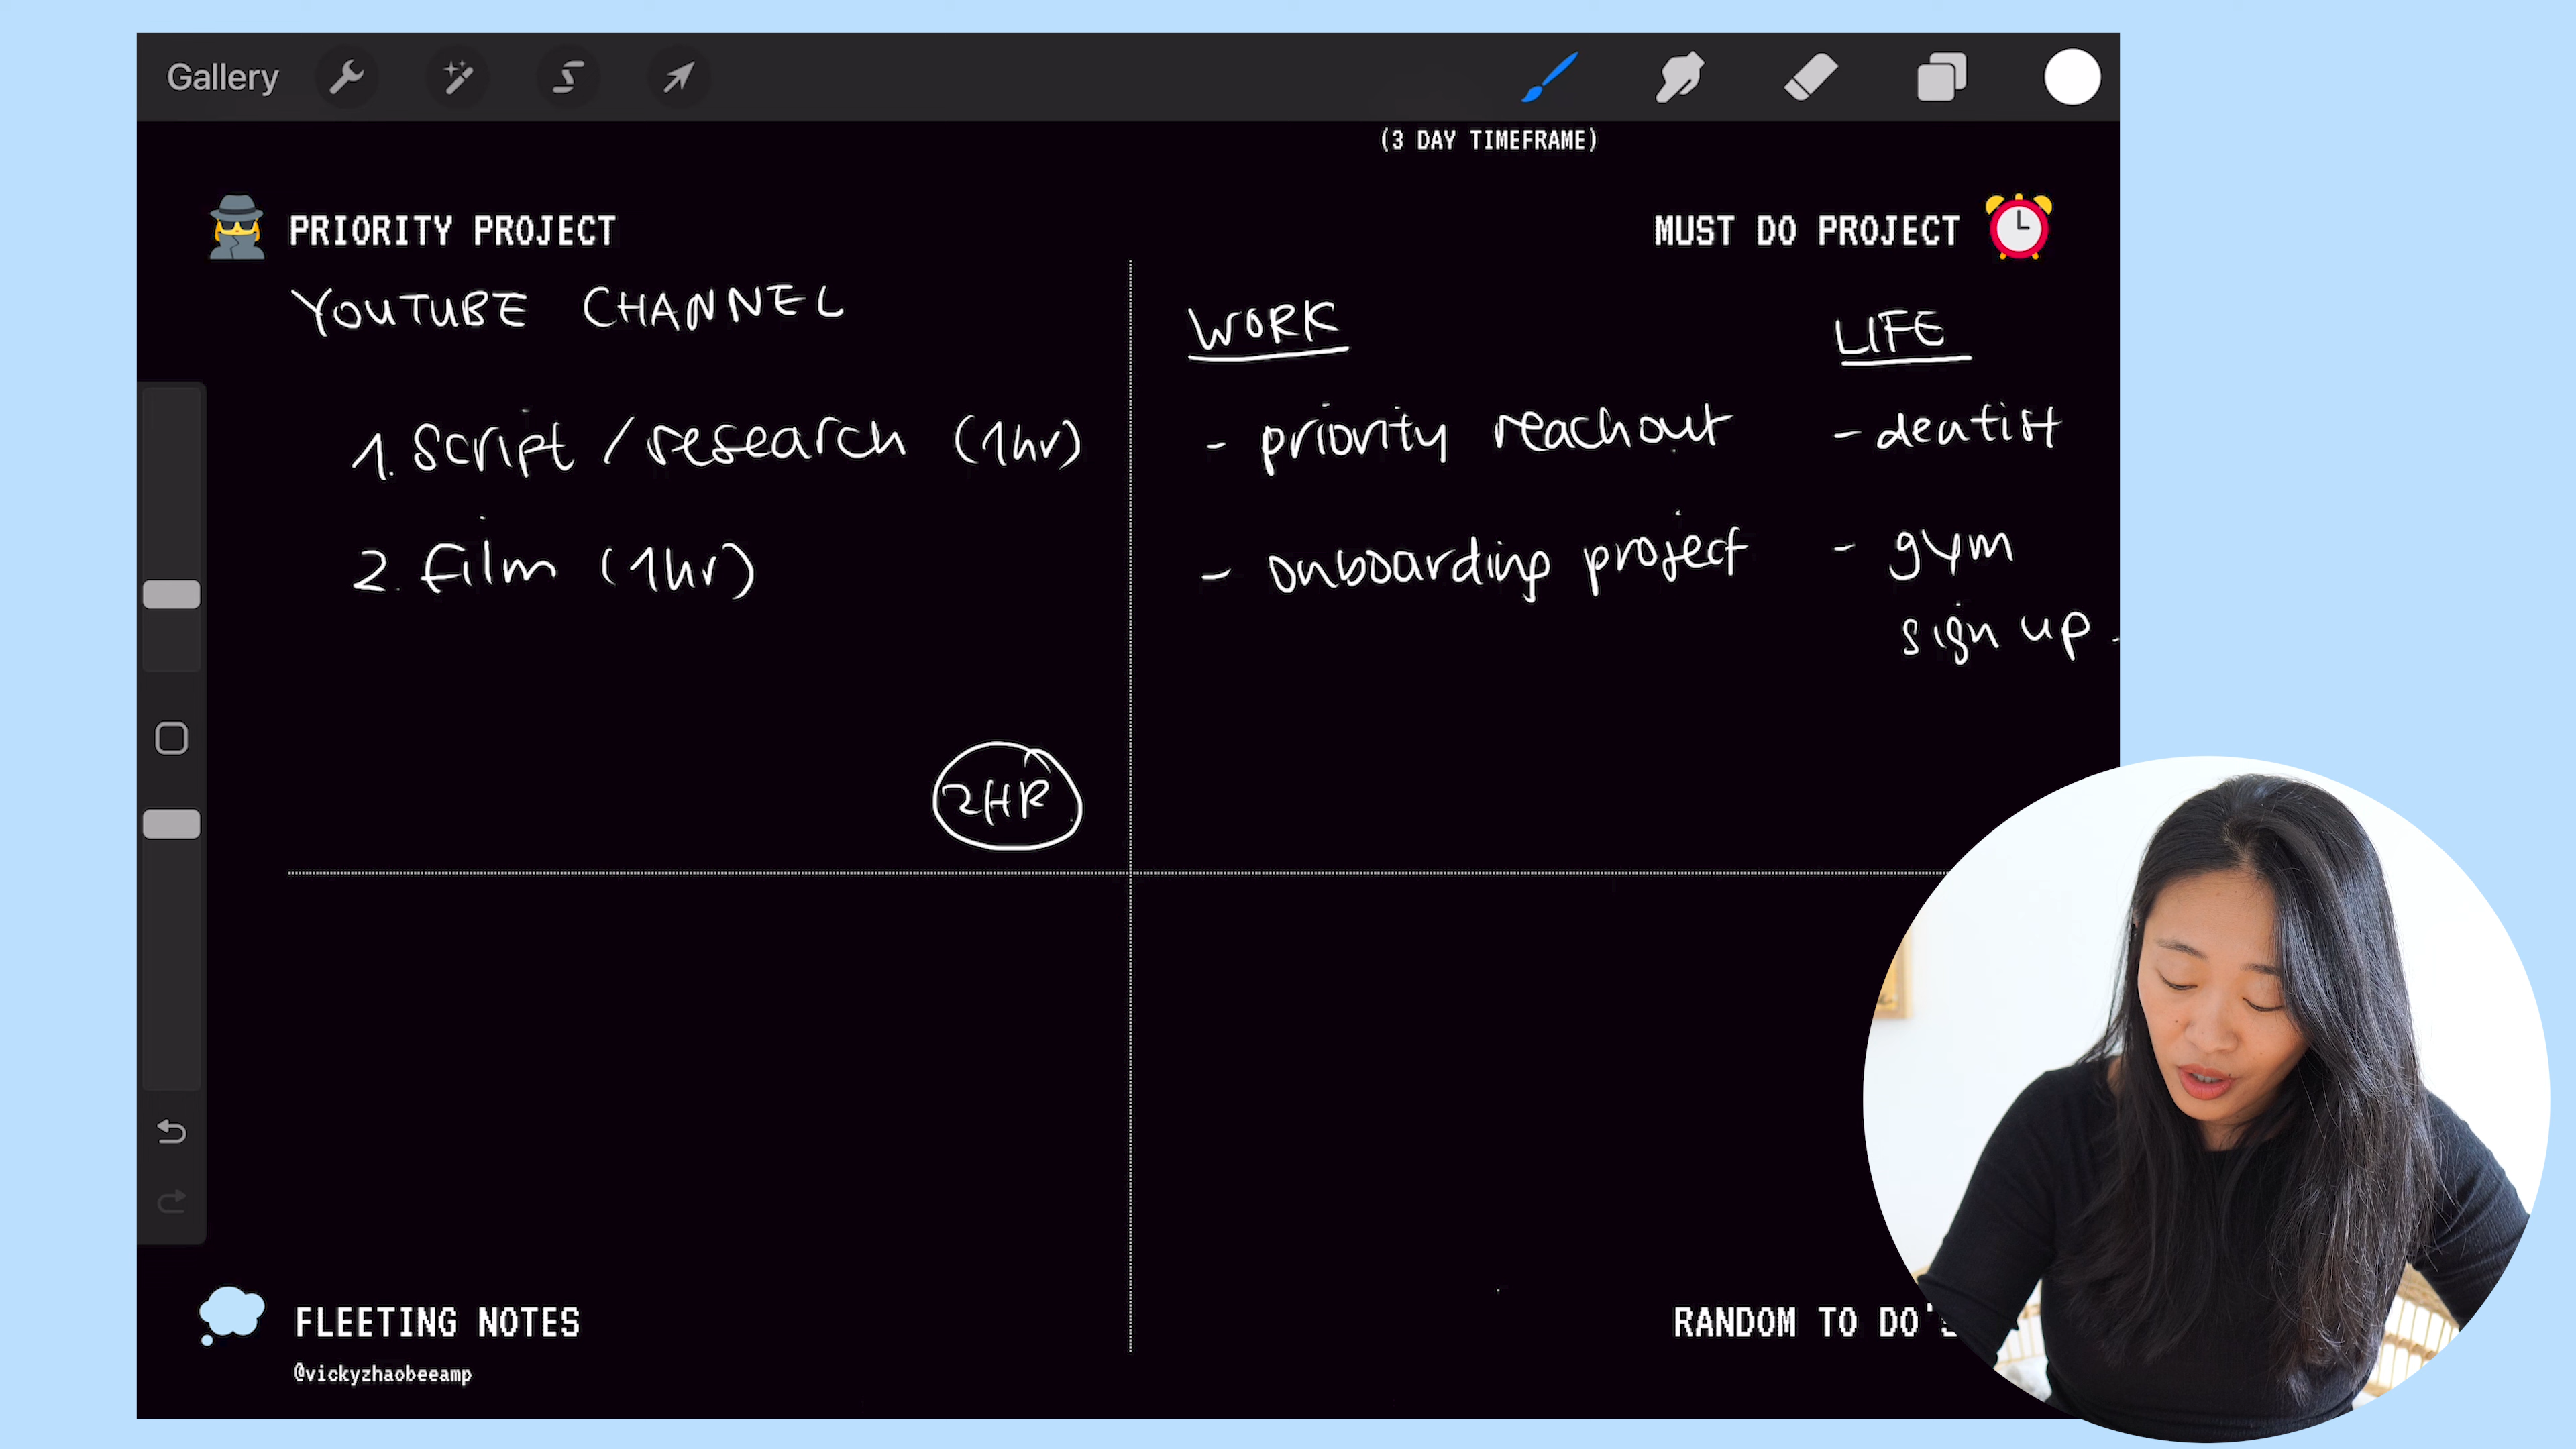 Gallery
(3 DAY TIMEFRAME)
PRIORITY PROJECT
MUST DO PROJECT
YOUTUBE CHANNEL
1. script / research (1hr)
2. film (1hr)
2HR
WORK
- priority reachout
- onboarding project
LIFE
- dentist
- gym
sign up
FLEETING NOTES
@vickyzhaobeeamp
RANDOM TO DO'S